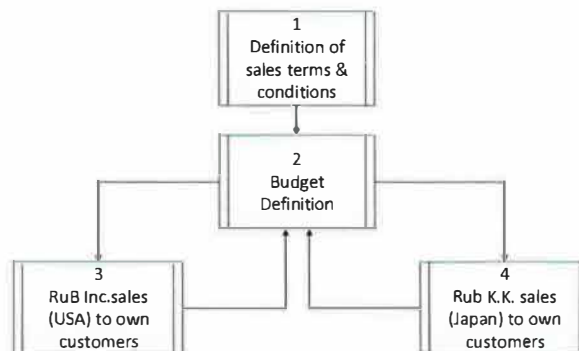 1
Definition of
sales terms &
conditions
2
Budget
Definition
3
RuB Inc.sales
(USA) to own
customers
4
Rub K.K. sales
(Japan) to own
customers